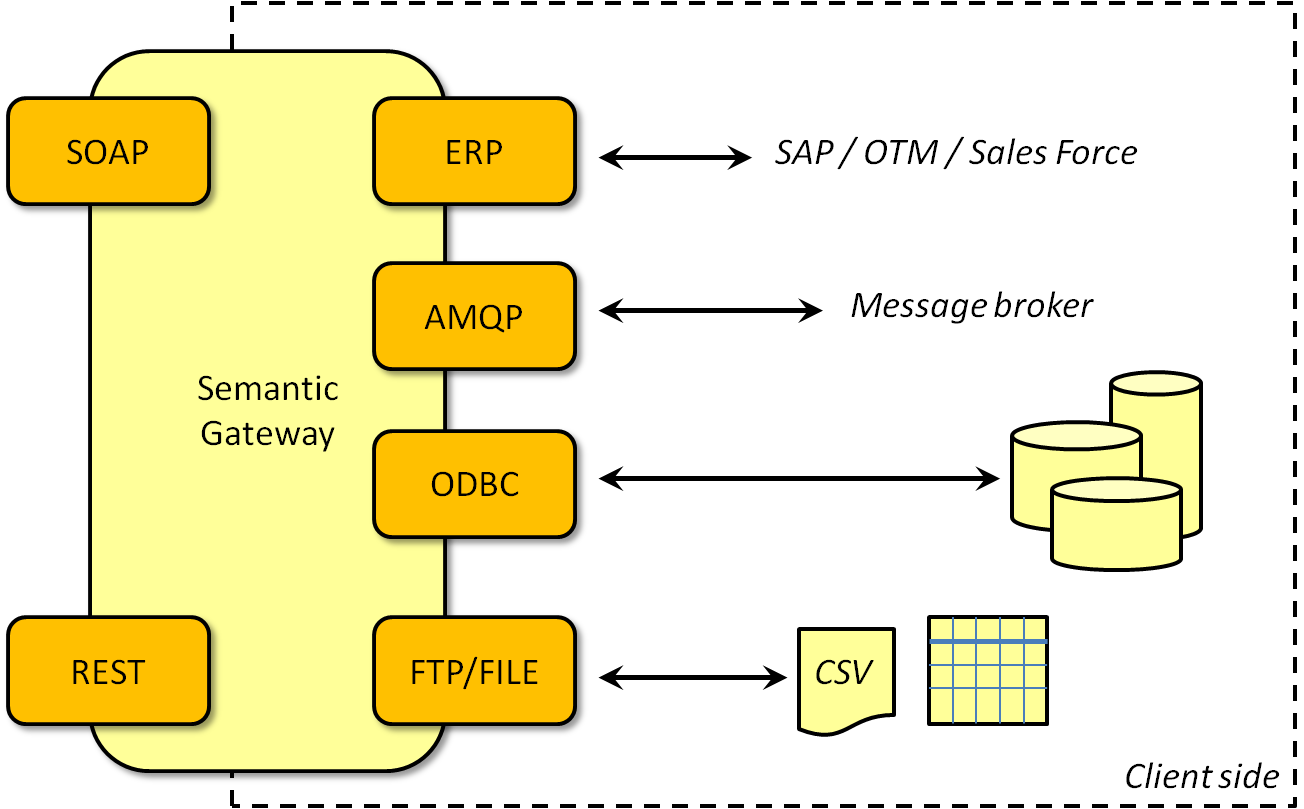 SOAP
ERP
SAP / OTM / Sales Force
AMQP
Message broker
Semantic
Gateway
ODBC
REST
FTP/FILE
CSV
Client side